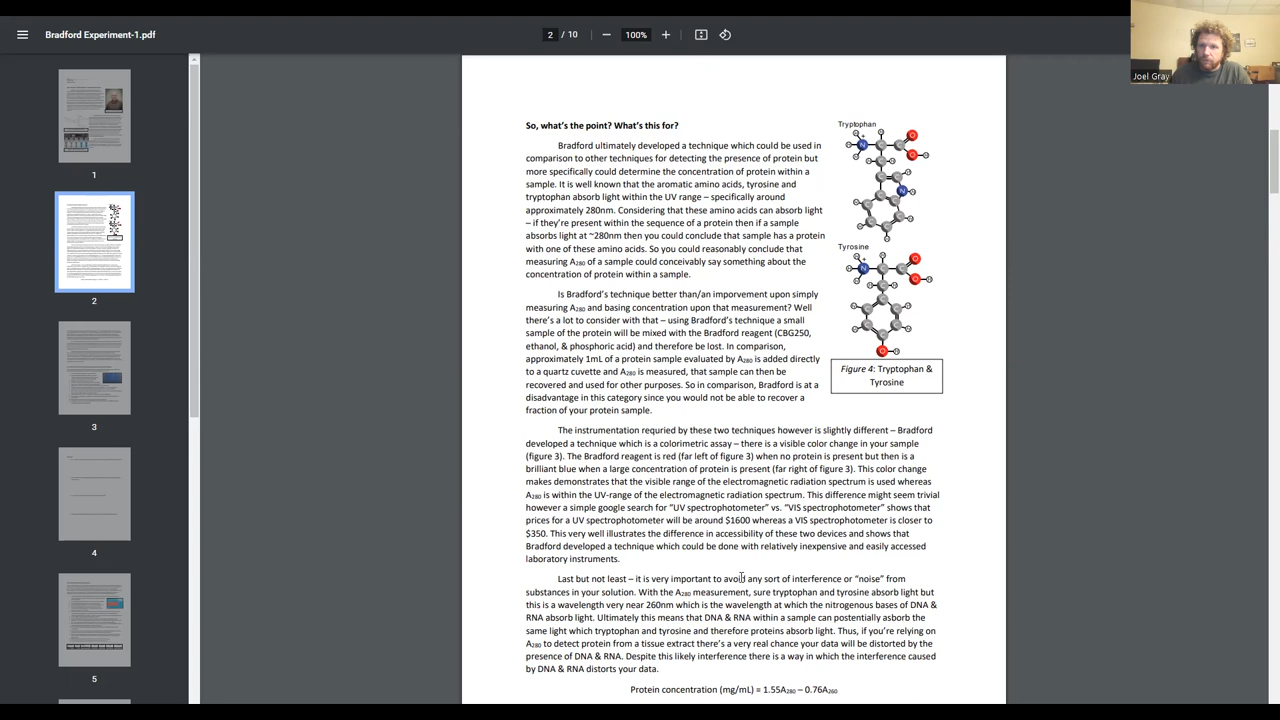 Bradford Experiment-1.pdf
2 / 10
100%
Joel Gray
So, what's the point? What's this for?
Bradford ultimately developed a technique which could be used in
comparison to other techniques for detecting the presence of protein but
more specifically could determine the concentration of protein within a
sample. It is well known that the aromatic amino acids, tyrosine and
tryptophan absorb light within the UV range – specifically around
approximately 280nm. Considering that these amino acids can absorb light
– if they're present within the sequence of a protein then if a sample
absorbs light at ~280nm then you could conclude that sample has a protein
with one of these amino acids. So you could reasonably conclude that
measuring A280 of a sample could conceivably say something about the
concentration of protein within a sample.
Tryptophan
Tyrosine
Figure 4: Tryptophan &
Tyrosine
Is Bradford's technique better than/an imporvement upon simply
measuring A280 and basing concentration upon that measurement? Well
there's a lot to consider with that – using Bradford's technique a small
sample of the protein will be mixed with the Bradford reagent (CBG250,
ethanol, & phosphoric acid) and therefore be lost. In comparison,
approximately 1mL of a protein sample evaluated by A280 is added directly
to a quartz cuvette and A280 is measured, that sample can then be
recovered and used for other purposes. So in comparison, Bradford is at a
disadvantage in this category since you would not be able to recover a
fraction of your protein sample.
The instrumentation requried by these two techniques however is slightly different – Bradford
developed a technique which is a colorimetric assay – there is a visible color change in your sample
(figure 3). The Bradford reagent is red (far left of figure 3) when no protein is present but then is a
brilliant blue when a large concentration of protein is present (far right of figure 3). This color change
makes demonstrates that the visible range of the electromagnetic radiation spectrum is used whereas
A280 is within the UV-range of the electromagnetic radiation spectrum. This difference might seem trivial
however a simple google search for "UV spectrophotometer" vs. "VIS spectrophotometer" shows that
prices for a UV spectrophotometer will be around $1600 whereas a VIS spectrophotometer is closer to
$350. This very well illustrates the difference in accessibility of these two devices and shows that
Bradford developed a technique which could be done with relatively inexpensive and easily accessed
laboratory instruments.
Last but not least – it is very important to avoid any sort of interference or "noise" from
substances in your solution. With the A280 measurement, sure tryptophan and tyrosine absorb light but
this is a wavelength very near 260nm which is the wavelength at which the nitrogenous bases of DNA &
RNA absorb light. Ultimately this means that DNA & RNA within a sample can postentially asborb the
same light which tryptophan and tyrosine and therefore proteins absorb light. Thus, if you're relying on
A280 to detect protein from a tissue extract there's a very real chance your data will be distorted by the
presence of DNA & RNA. Despite this likely interference there is a way in which the interference caused
by DNA & RNA distorts your data.
Protein concentration (mg/mL) = 1.55A280 – 0.76A260
1
2
3
4
5